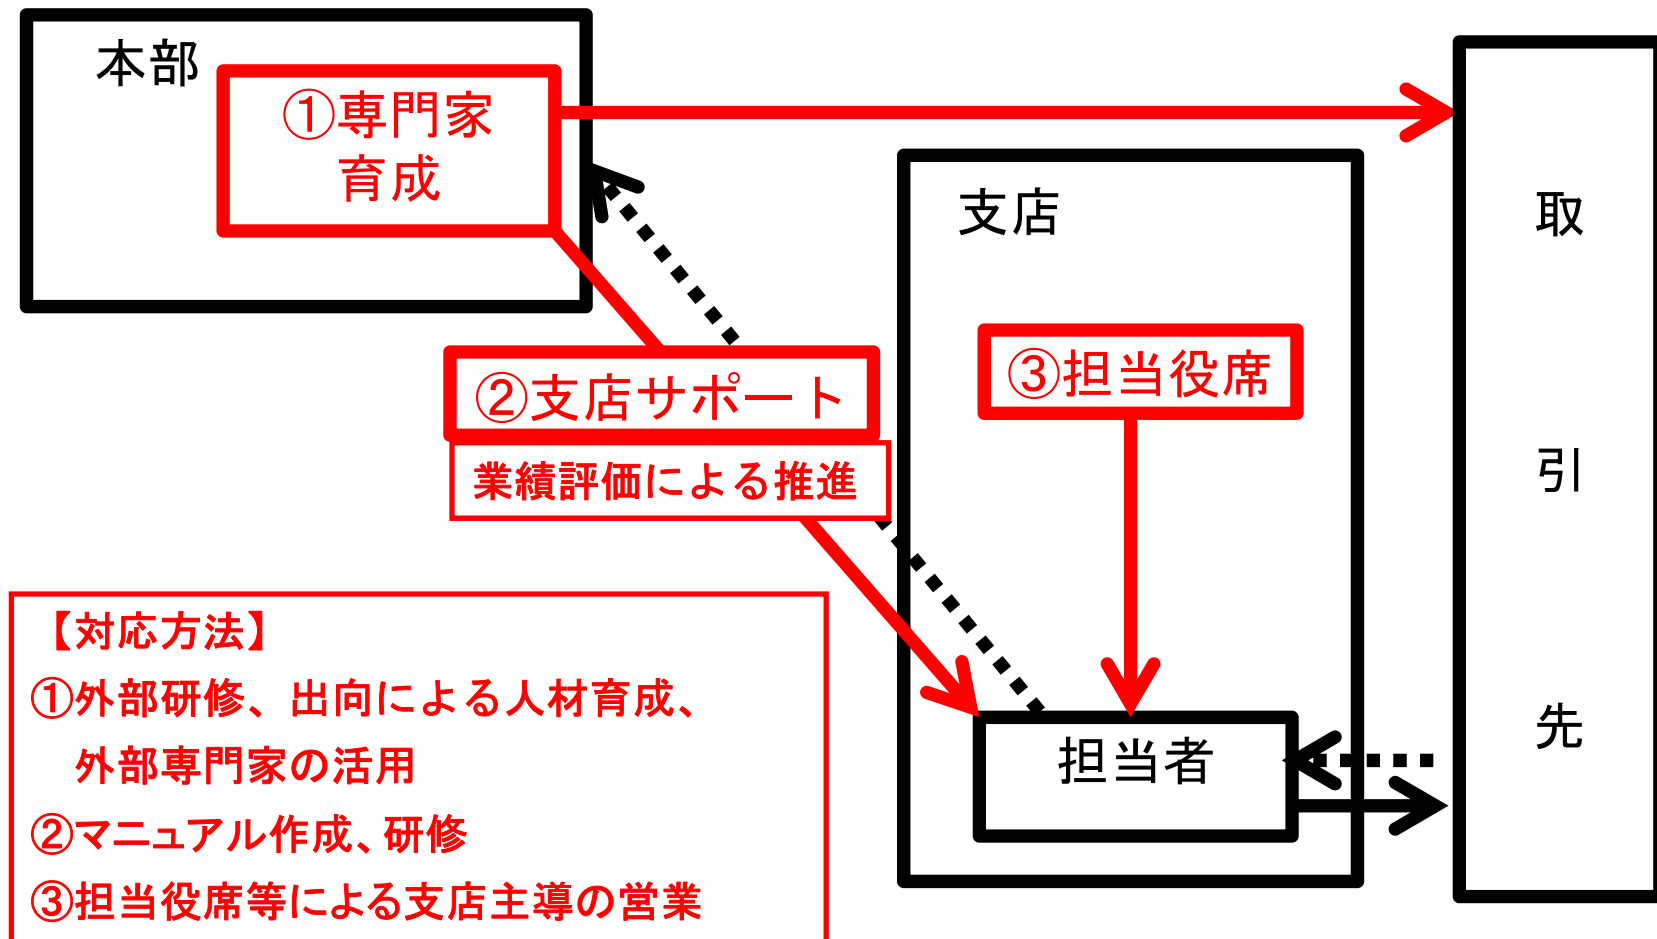 本部
①専門家
育成
支店
取
引
先
③担当役席
②支店サポート
業績評価による推進
担当者
【対応方法】
①外部研修、出向による人材育成、
外部専門家の活用
②マニュアル作成、研修
③担当役席等による支店主導の営業